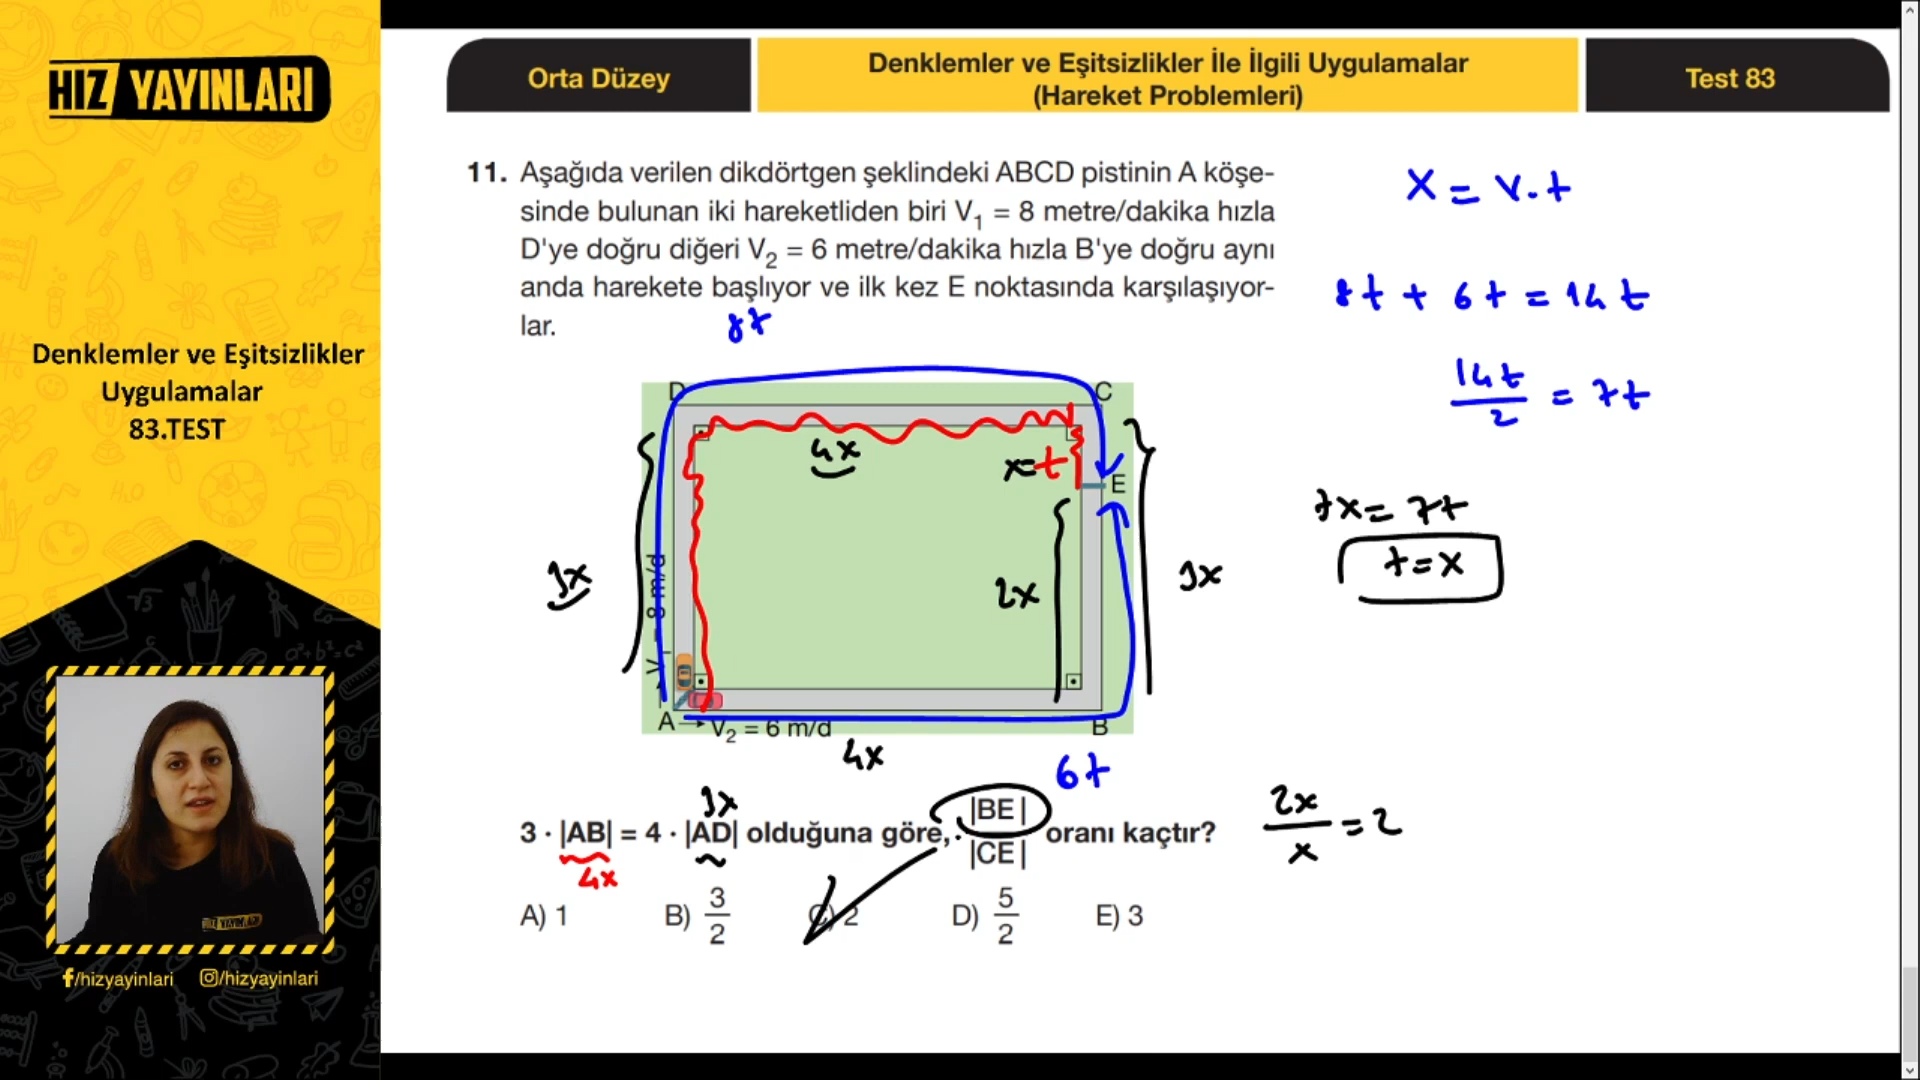 HIZ YAYINLARI
Denklemler ve Eşitsizlikler
Uygulamalar
83.TEST
HIZ YAYINLARI
/hizyayinlari
/hizyayinlari
Orta Düzey
Denklemler ve Eşitsizlikler İle İlgili Uygulamalar
(Hareket Problemleri)
Test 83
11. Aşağıda verilen dikdörtgen şeklindeki ABCD pistinin A köşe-
sinde bulunan iki hareketliden biri V₁ = 8 metre/dakika hızla
D'ye doğru diğeri V₂ = 6 metre/dakika hızla B'ye doğru aynı
anda harekete başlıyor ve ilk kez E noktasında karşılaşıyor-
lar.
8t
D
C
4x
x=t
E
3x
V₁ = 8 m/d
2x
3x
A
V₂ = 6 m/d
B
4x
6t
3x
3 · |AB| = 4 · |AD| olduğuna göre, |BE| / |CE| oranı kaçtır?
4x
A) 1 B) 3/2 C) 2 D) 5/2 E) 3
x = v.t
8t + 6t = 14t
14t/2 = 7t
7x = 7t
t = x
2x/x = 2